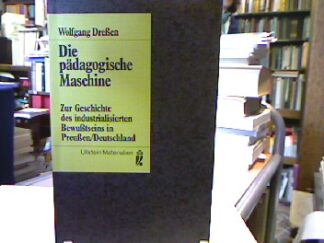 Wolfgang Dreßen
Die
pädagogische
Maschine
Zur Geschichte
des industrialisierten
Bewußtseins in
Preußen/Deutschland
Ullstein Materialien